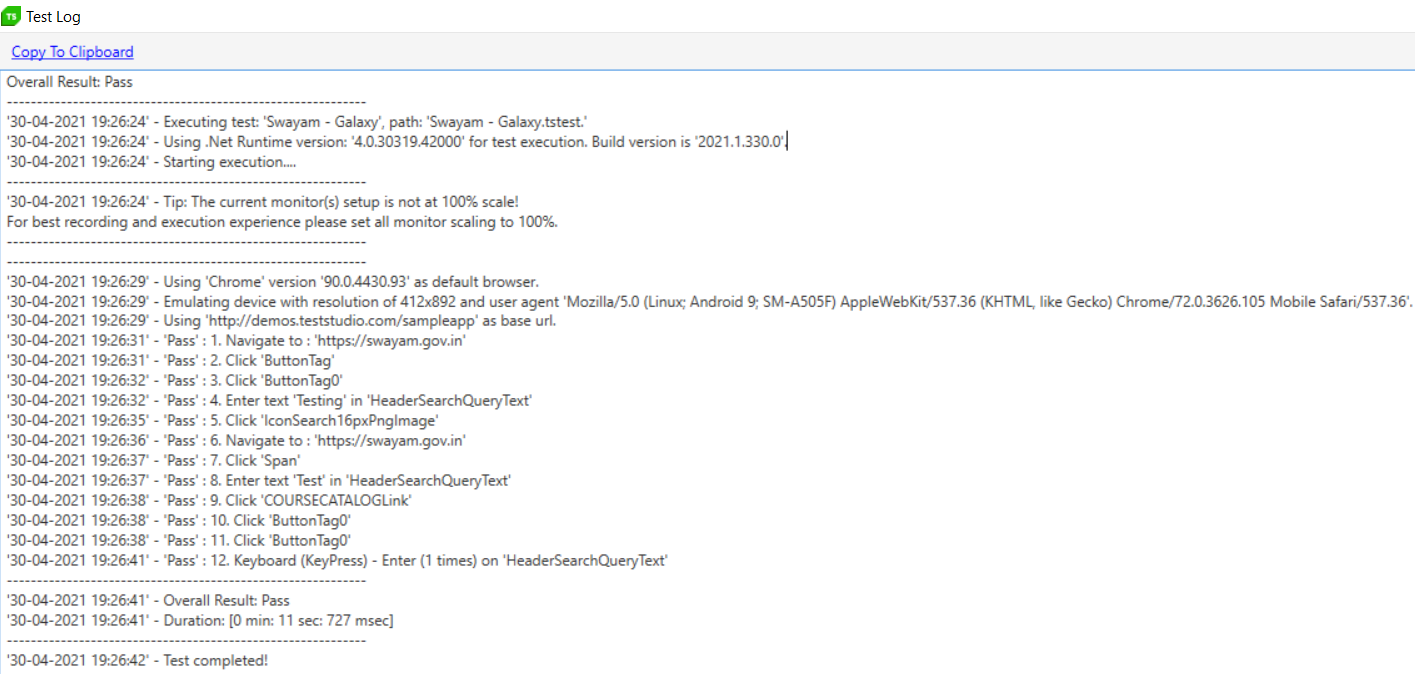 TS Test Log
Copy To Clipboard
Overall Result: Pass
------------------------------------------------------------
'30-04-2021 19:26:24' - Executing test: 'Swayam - Galaxy', path: 'Swayam - Galaxy.tstest.'
'30-04-2021 19:26:24' - Using .Net Runtime version: '4.0.30319.42000' for test execution. Build version is '2021.1.330.0'.
'30-04-2021 19:26:24' - Starting execution....
------------------------------------------------------------
'30-04-2021 19:26:24' - Tip: The current monitor(s) setup is not at 100% scale!
For best recording and execution experience please set all monitor scaling to 100%.
------------------------------------------------------------
------------------------------------------------------------
'30-04-2021 19:26:29' - Using 'Chrome' version '90.0.4430.93' as default browser.
'30-04-2021 19:26:29' - Emulating device with resolution of 412x892 and user agent 'Mozilla/5.0 (Linux; Android 9; SM-A505F) AppleWebKit/537.36 (KHTML, like Gecko) Chrome/72.0.3626.105 Mobile Safari/537.36'.
'30-04-2021 19:26:29' - Using 'http://demos.teststudio.com/sampleapp' as base url.
'30-04-2021 19:26:31' - 'Pass' : 1. Navigate to : 'https://swayam.gov.in'
'30-04-2021 19:26:31' - 'Pass' : 2. Click 'ButtonTag'
'30-04-2021 19:26:32' - 'Pass' : 3. Click 'ButtonTag0'
'30-04-2021 19:26:32' - 'Pass' : 4. Enter text 'Testing' in 'HeaderSearchQueryText'
'30-04-2021 19:26:35' - 'Pass' : 5. Click 'IconSearch16pxPngImage'
'30-04-2021 19:26:36' - 'Pass' : 6. Navigate to : 'https://swayam.gov.in'
'30-04-2021 19:26:37' - 'Pass' : 7. Click 'Span'
'30-04-2021 19:26:37' - 'Pass' : 8. Enter text 'Test' in 'HeaderSearchQueryText'
'30-04-2021 19:26:38' - 'Pass' : 9. Click 'COURSECATALOGLink'
'30-04-2021 19:26:38' - 'Pass' : 10. Click 'ButtonTag0'
'30-04-2021 19:26:38' - 'Pass' : 11. Click 'ButtonTag0'
'30-04-2021 19:26:41' - 'Pass' : 12. Keyboard (KeyPress) - Enter (1 times) on 'HeaderSearchQueryText'
------------------------------------------------------------
'30-04-2021 19:26:41' - Overall Result: Pass
'30-04-2021 19:26:41' - Duration: [0 min: 11 sec: 727 msec]
------------------------------------------------------------
'30-04-2021 19:26:42' - Test completed!